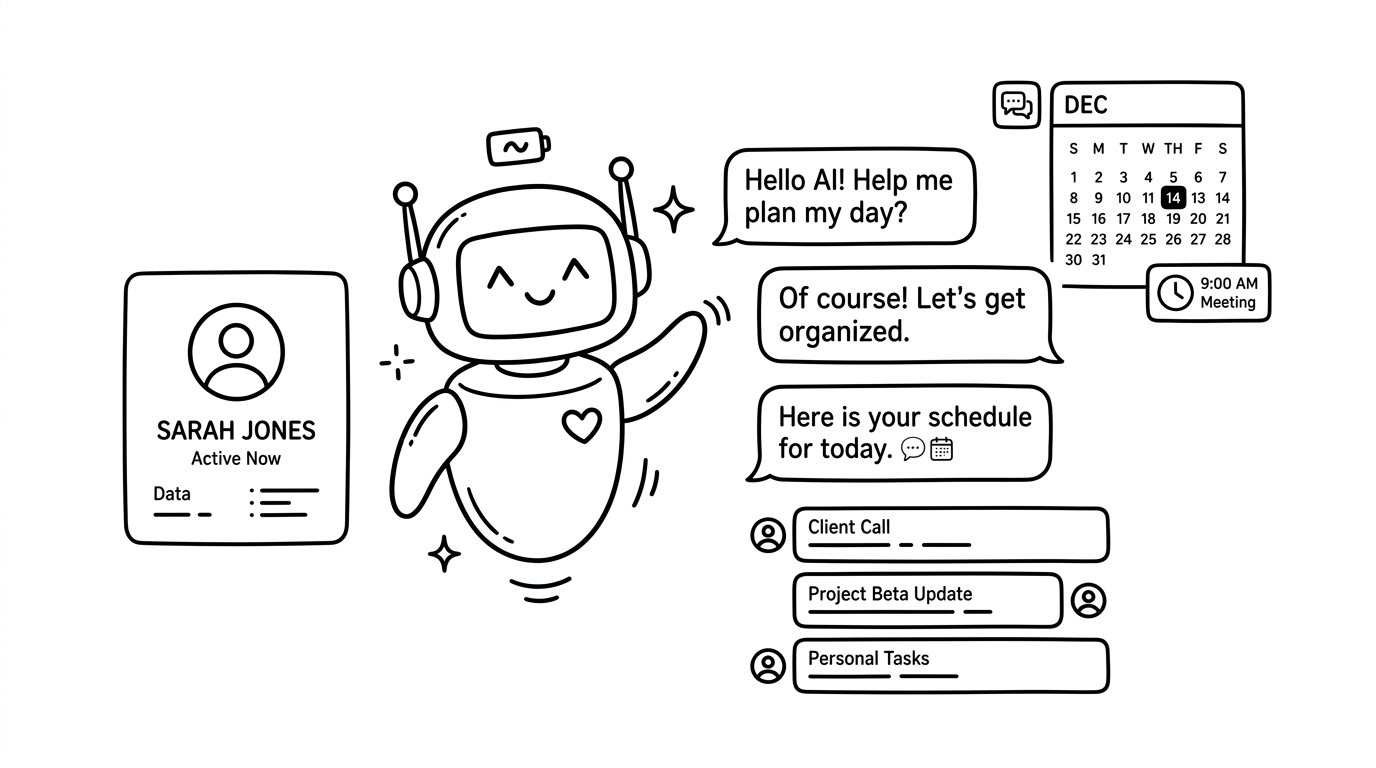 SARAH JONES
Active Now
Data
Hello AI! Help me
plan my day?
Of course! Let's get
organized.
Here is your schedule
for today.
Client Call
Project Beta Update
Personal Tasks
DEC
S M T W TH F S
1 2 3 4 5 6 7
8 9 10 11 14 13 14
15 16 17 18 19 20 21
22 23 24 25 26 27 28
30 31
9:00 AM
Meeting